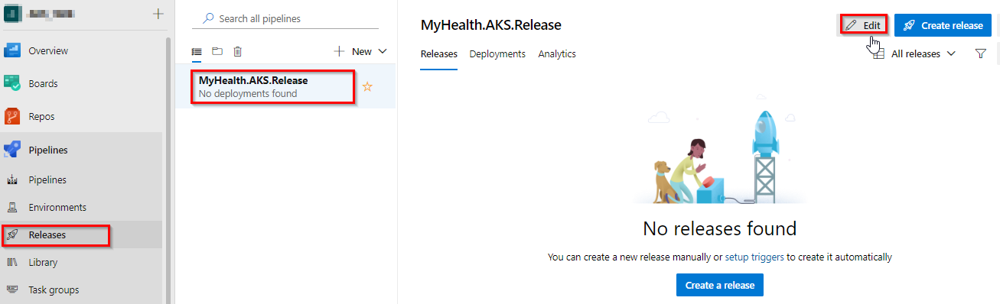 Overview
Boards
Repos
Pipelines
Pipelines
Environments
Releases
Library
Task groups
Search all pipelines
New
MyHealth.AKS.Release
No deployments found
MyHealth.AKS.Release
Edit
Create release
Releases
Deployments
Analytics
All releases
No releases found
You can create a new release manually or setup triggers to create it automatically
Create a release